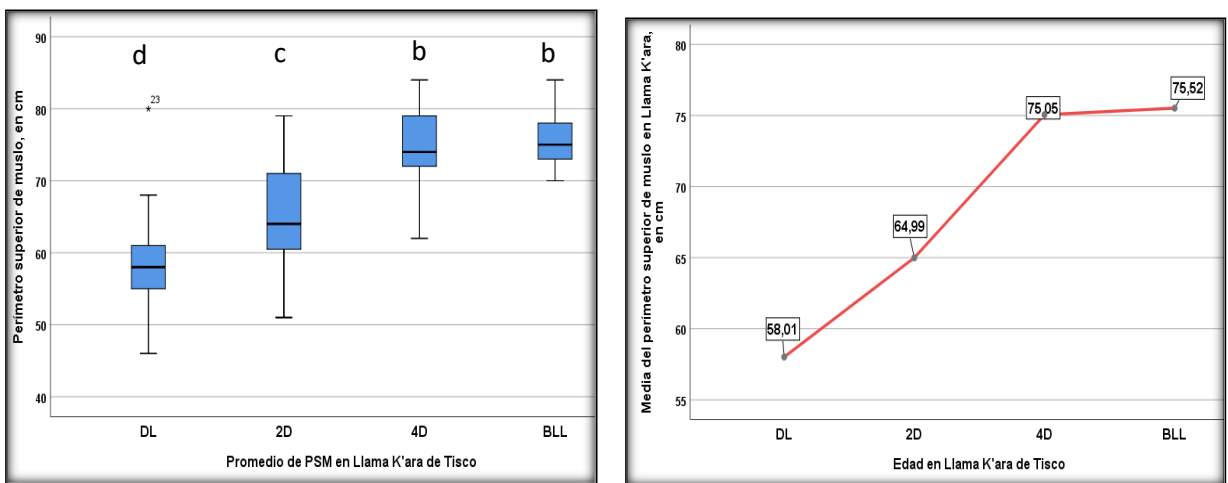 Perímetro superior de muslo, en cm
90
80
70
60
50
40
d
c
b
b
*23
DL
2D
4D
BLL
Promedio de PSM en Llama K'ara de Tisco
Media del perímetro superior de muslo en Llama K'ara,
en cm
80
75
70
65
60
55
58,01
64,99
75,05
75,52
DL
2D
4D
BLL
Edad en Llama K'ara de Tisco